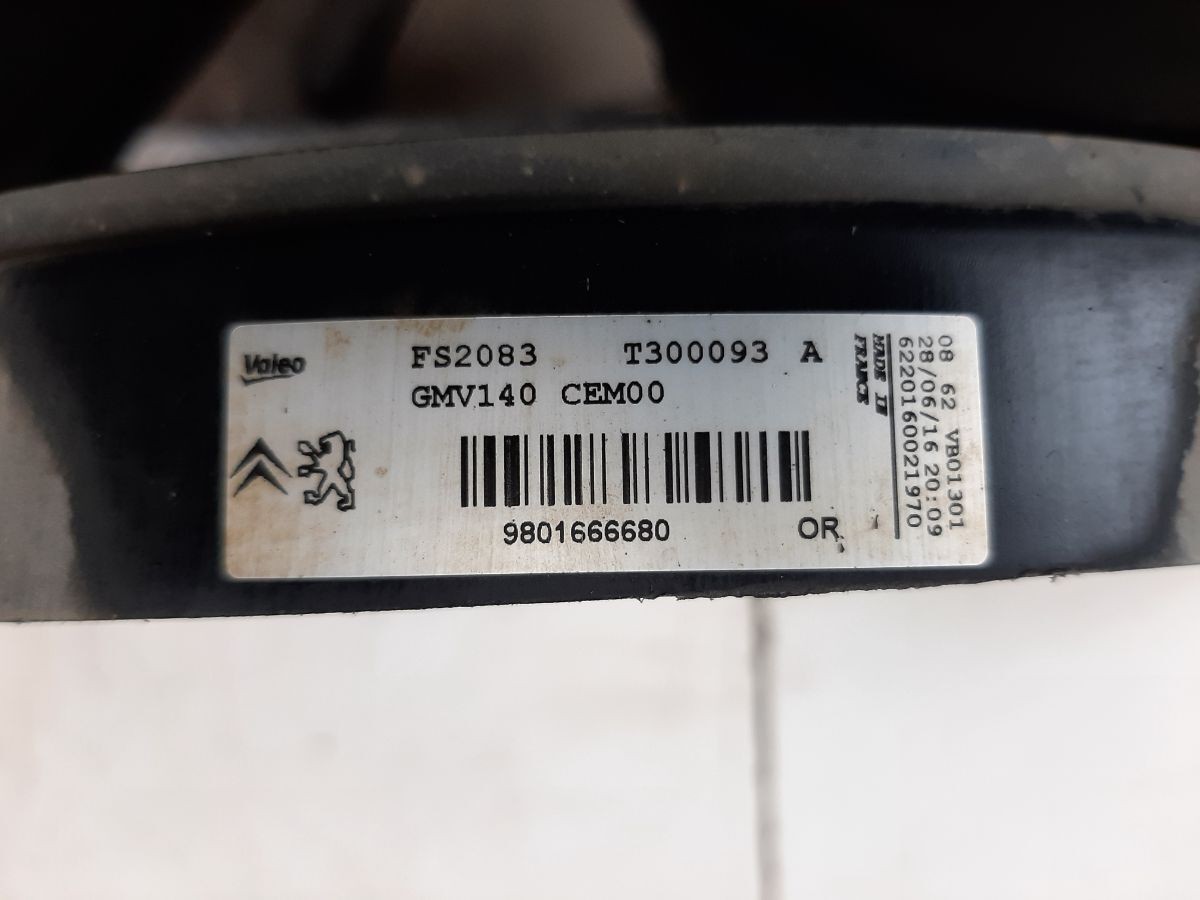 Valeo
FS2083 T300093 A
GMV140 CEM00
9801666680 OR
MADE IN
FRANCE
08 62 VB01301
28/06/16 20:09
6220160021970